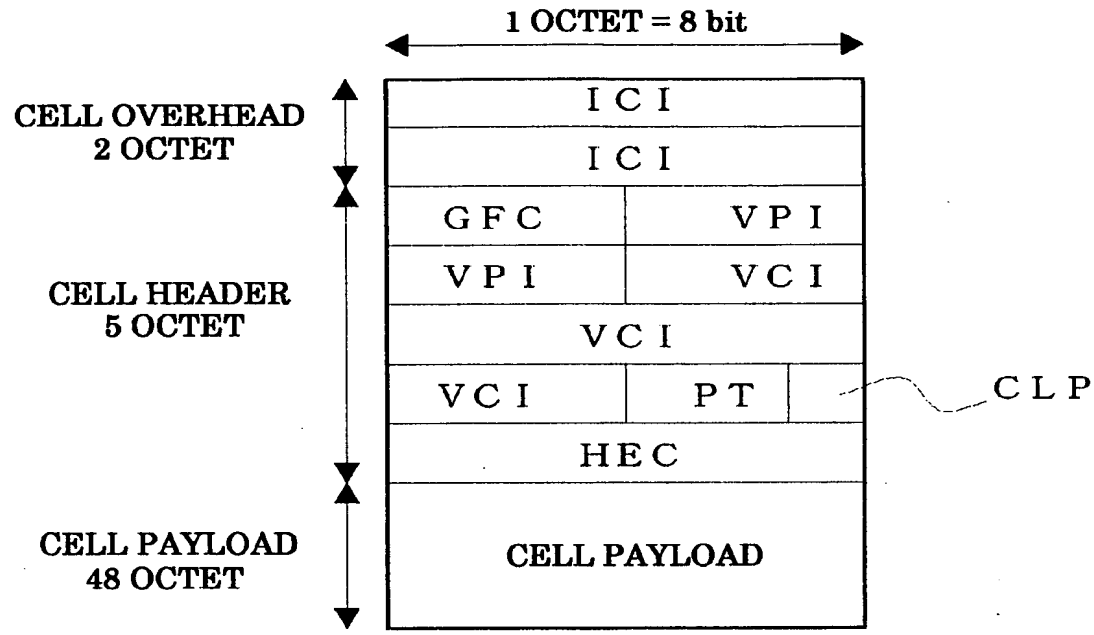 1 OCTET = 8 bit
CELL OVERHEAD
2 OCTET
ICI
ICI
CELL HEADER
5 OCTET
GFC VPI
VPI VCI
VCI
VCI PT
CLP
HEC
CELL PAYLOAD
48 OCTET
CELL PAYLOAD